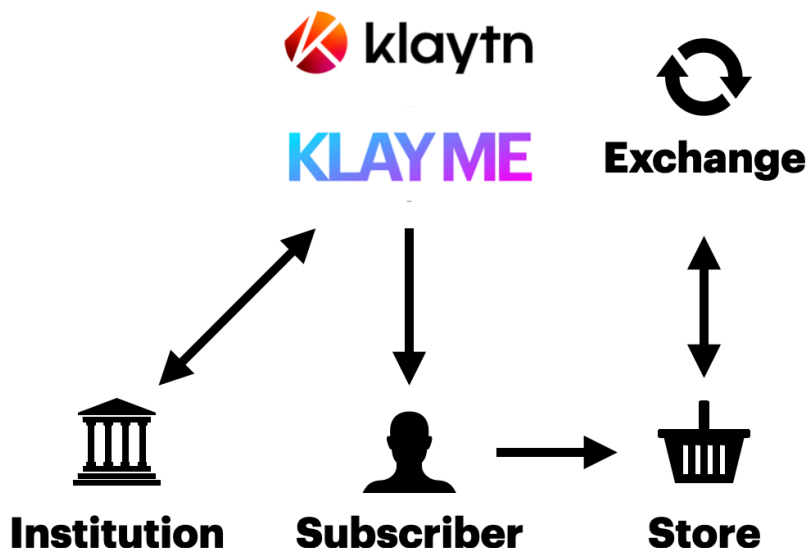 klaytn
KLAY ME
Exchange
Institution
Subscriber
Store